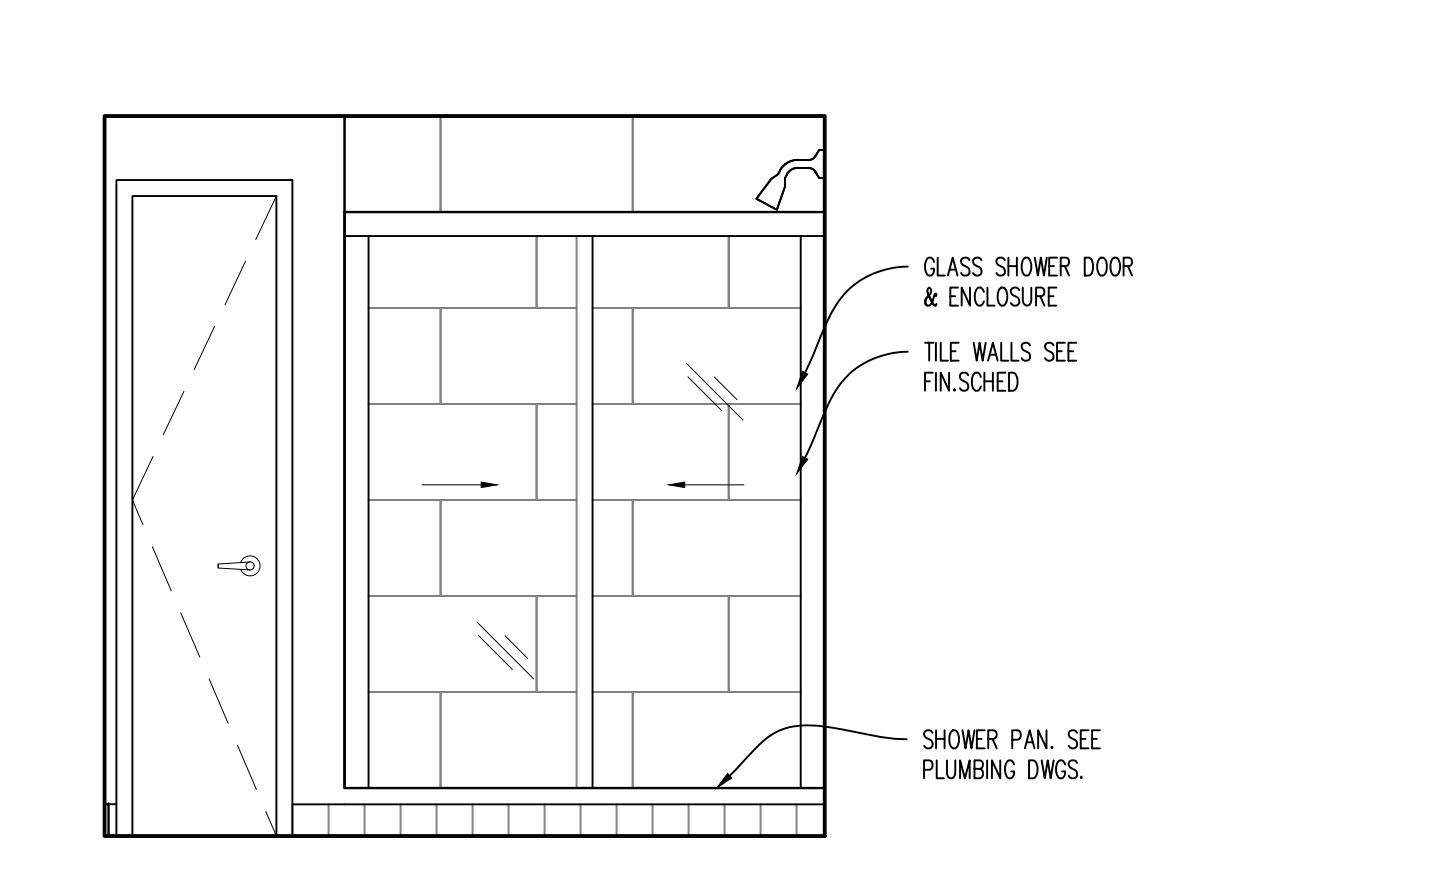 GLASS SHOWER DOOR
& ENCLOSURE
TILE WALLS SEE
FIN.SCHED
SHOWER PAN. SEE
PLUMBING DWGS.